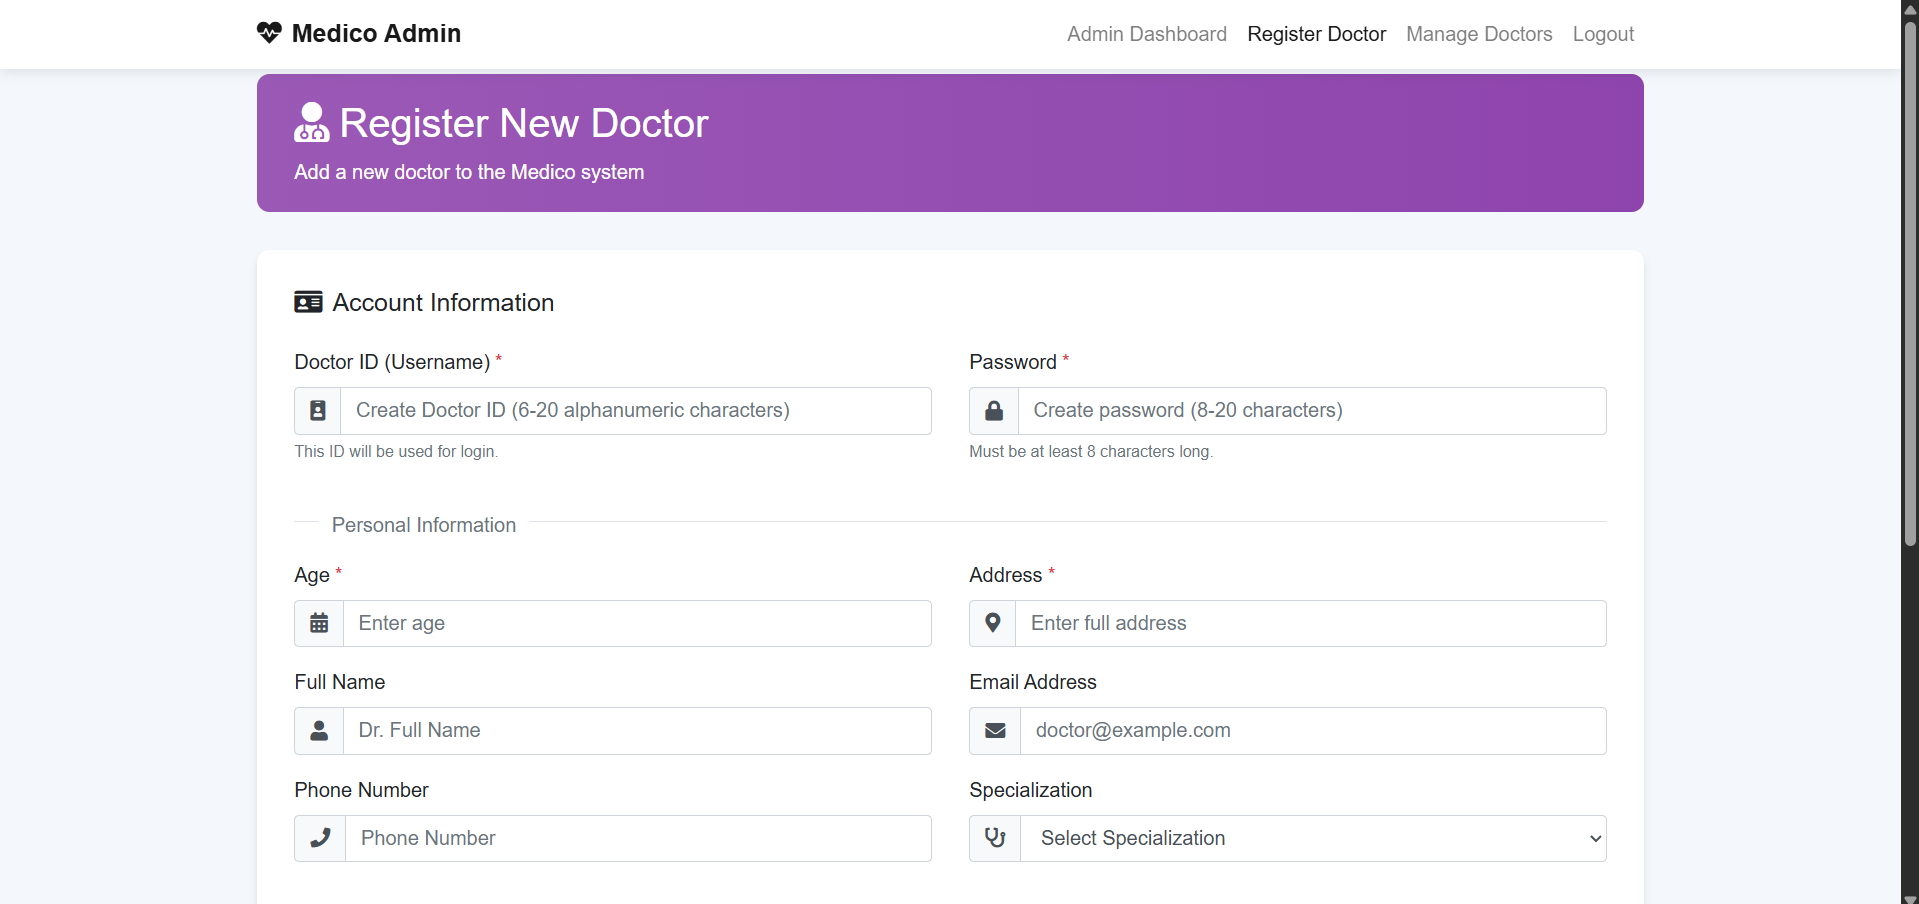 Medico Admin
Admin Dashboard Register Doctor Manage Doctors Logout
Register New Doctor
Add a new doctor to the Medico system
Account Information
Doctor ID (Username) *
Create Doctor ID (6-20 alphanumeric characters)
This ID will be used for login.
Password *
Create password (8-20 characters)
Must be at least 8 characters long.
Personal Information
Age *
Enter age
Address *
Enter full address
Full Name
Dr. Full Name
Email Address
doctor@example.com
Phone Number
Phone Number
Specialization
Select Specialization